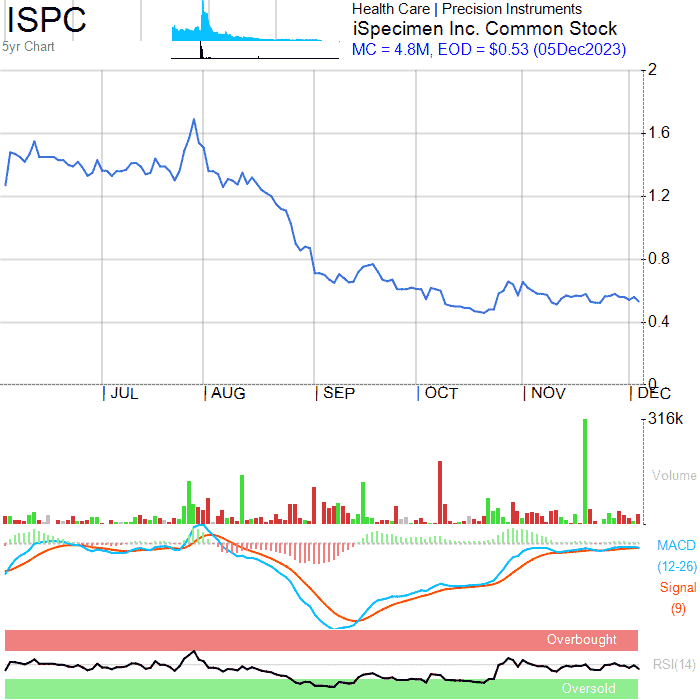 ISPC
5yr Chart
Health Care | Precision Instruments
iSpecimen Inc. Common Stock
MC = 4.8M, EOD = $0.53 (05Dec2023)
2
1.6
1.2
0.8
0.4
0
JUL AUG SEP OCT NOV DEC
316k
Volume
MACD
(12-26)
Signal
(9)
Overbought
RSI(14)
Oversold